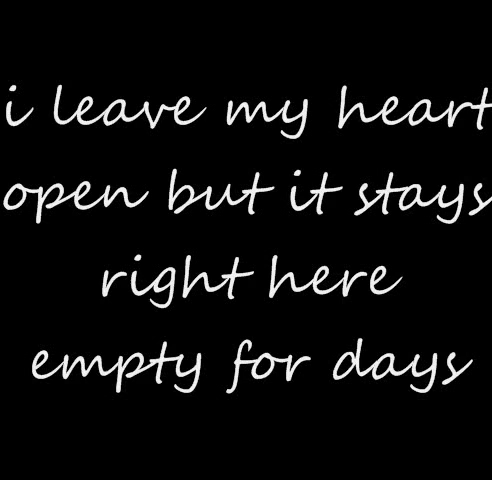 i leave my heart
open but it stays
right here
empty for days